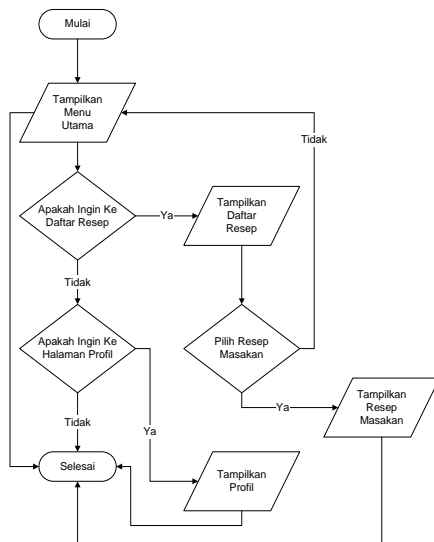 Mulai
Tampilkan
Menu
Utama
Tidak
Apakah Ingin Ke
Daftar Resep
Ya
Tampilkan
Daftar
Resep
Tidak
Apakah Ingin Ke
Halaman Profil
Pilih Resep
Masakan
Ya
Tampilkan
Resep
Masakan
Tidak
Ya
Selesai
Tampilkan
Profil